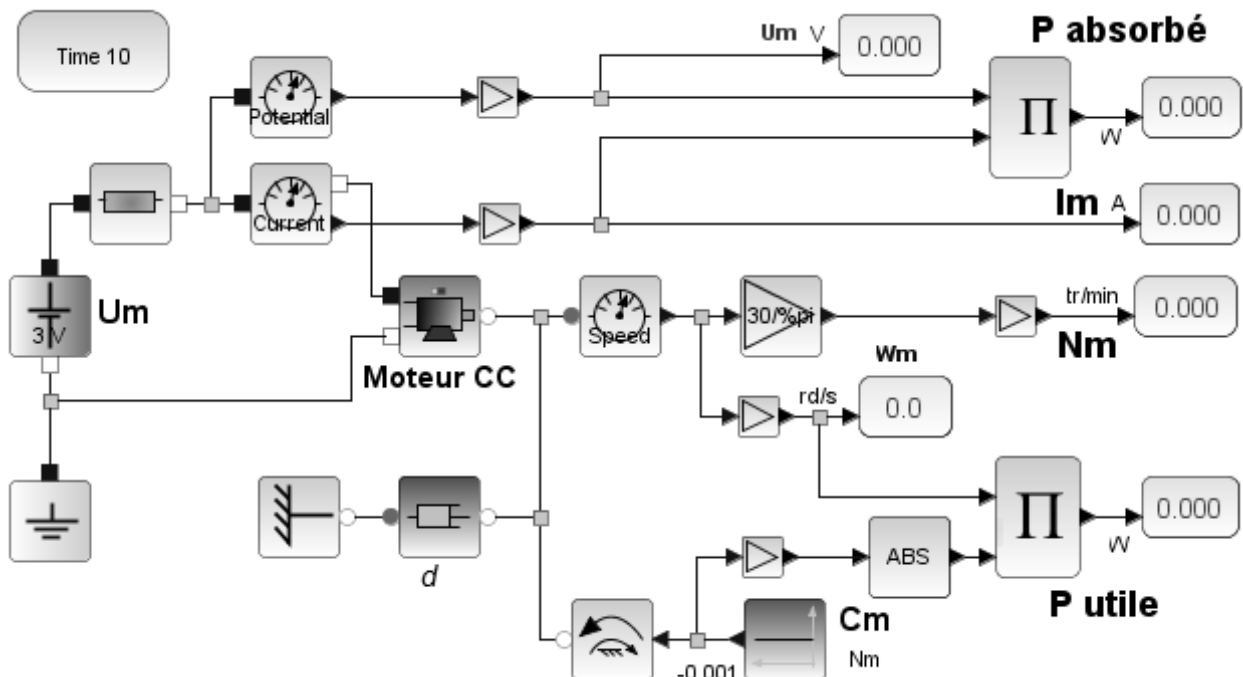 Time 10
Um V
0.000
P absorbé
Potential
Π
0.000
W
Current
Im A
0.000
3 V
Um
Moteur CC
Speed
30/%pi
tr/min
0.000
Nm
Wm
rd/s
0.0
Π
0.000
W
d
ABS
P utile
Cm
Nm
-0.001